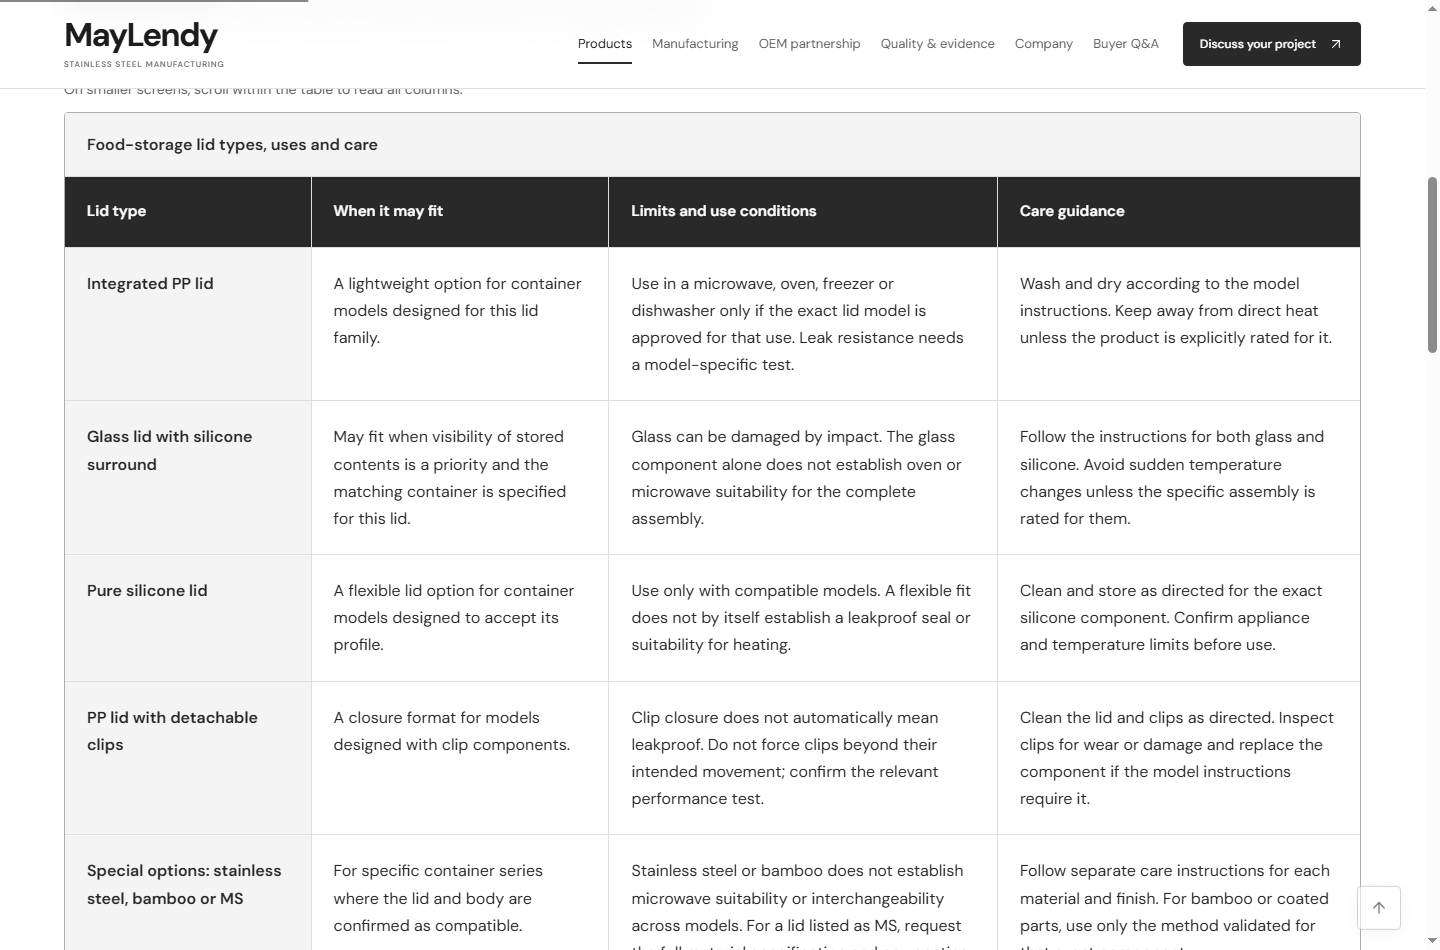 MayLendy
STAINLESS STEEL MANUFACTURING
Products
Manufacturing
OEM partnership
Quality & evidence
Company
Buyer Q&A
Discuss your project
On smaller screens, scroll within the table to read all columns.
Food-storage lid types, uses and care
Lid type
When it may fit
Limits and use conditions
Care guidance
Integrated PP lid
A lightweight option for container
models designed for this lid
family.
Use in a microwave, oven, freezer or
dishwasher only if the exact lid model is
approved for that use. Leak resistance needs
a model-specific test.
Wash and dry according to the model
instructions. Keep away from direct heat
unless the product is explicitly rated for it.
Glass lid with silicone
surround
May fit when visibility of stored
contents is a priority and the
matching container is specified
for this lid.
Glass can be damaged by impact. The glass
component alone does not establish oven or
microwave suitability for the complete
assembly.
Follow the instructions for both glass and
silicone. Avoid sudden temperature
changes unless the specific assembly is
rated for them.
Pure silicone lid
A flexible lid option for container
models designed to accept its
profile.
Use only with compatible models. A flexible fit
does not by itself establish a leakproof seal or
suitability for heating.
Clean and store as directed for the exact
silicone component. Confirm appliance
and temperature limits before use.
PP lid with detachable
clips
A closure format for models
designed with clip components.
Clip closure does not automatically mean
leakproof. Do not force clips beyond their
intended movement; confirm the relevant
performance test.
Clean the lid and clips as directed. Inspect
clips for wear or damage and replace the
component if the model instructions
require it.
Special options: stainless
steel, bamboo or MS
For specific container series
where the lid and body are
confirmed as compatible.
Stainless steel or bamboo does not establish
microwave suitability or interchangeability
across models. For a lid listed as MS, request
Follow separate care instructions for each
material and finish. For bamboo or coated
parts, use only the method validated for